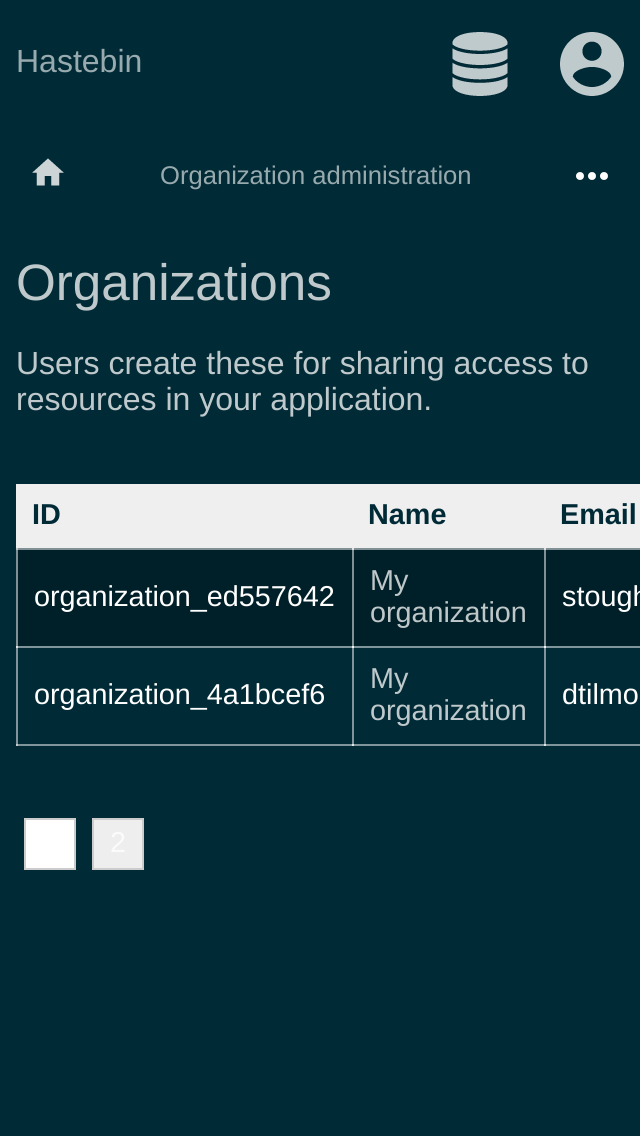 Hastebin
Organization administration
Organizations
Users create these for sharing access to
resources in your application.
ID Name Email
organization_ed557642 My organization stough
organization_4a1bcef6 My organization dtilmo
2